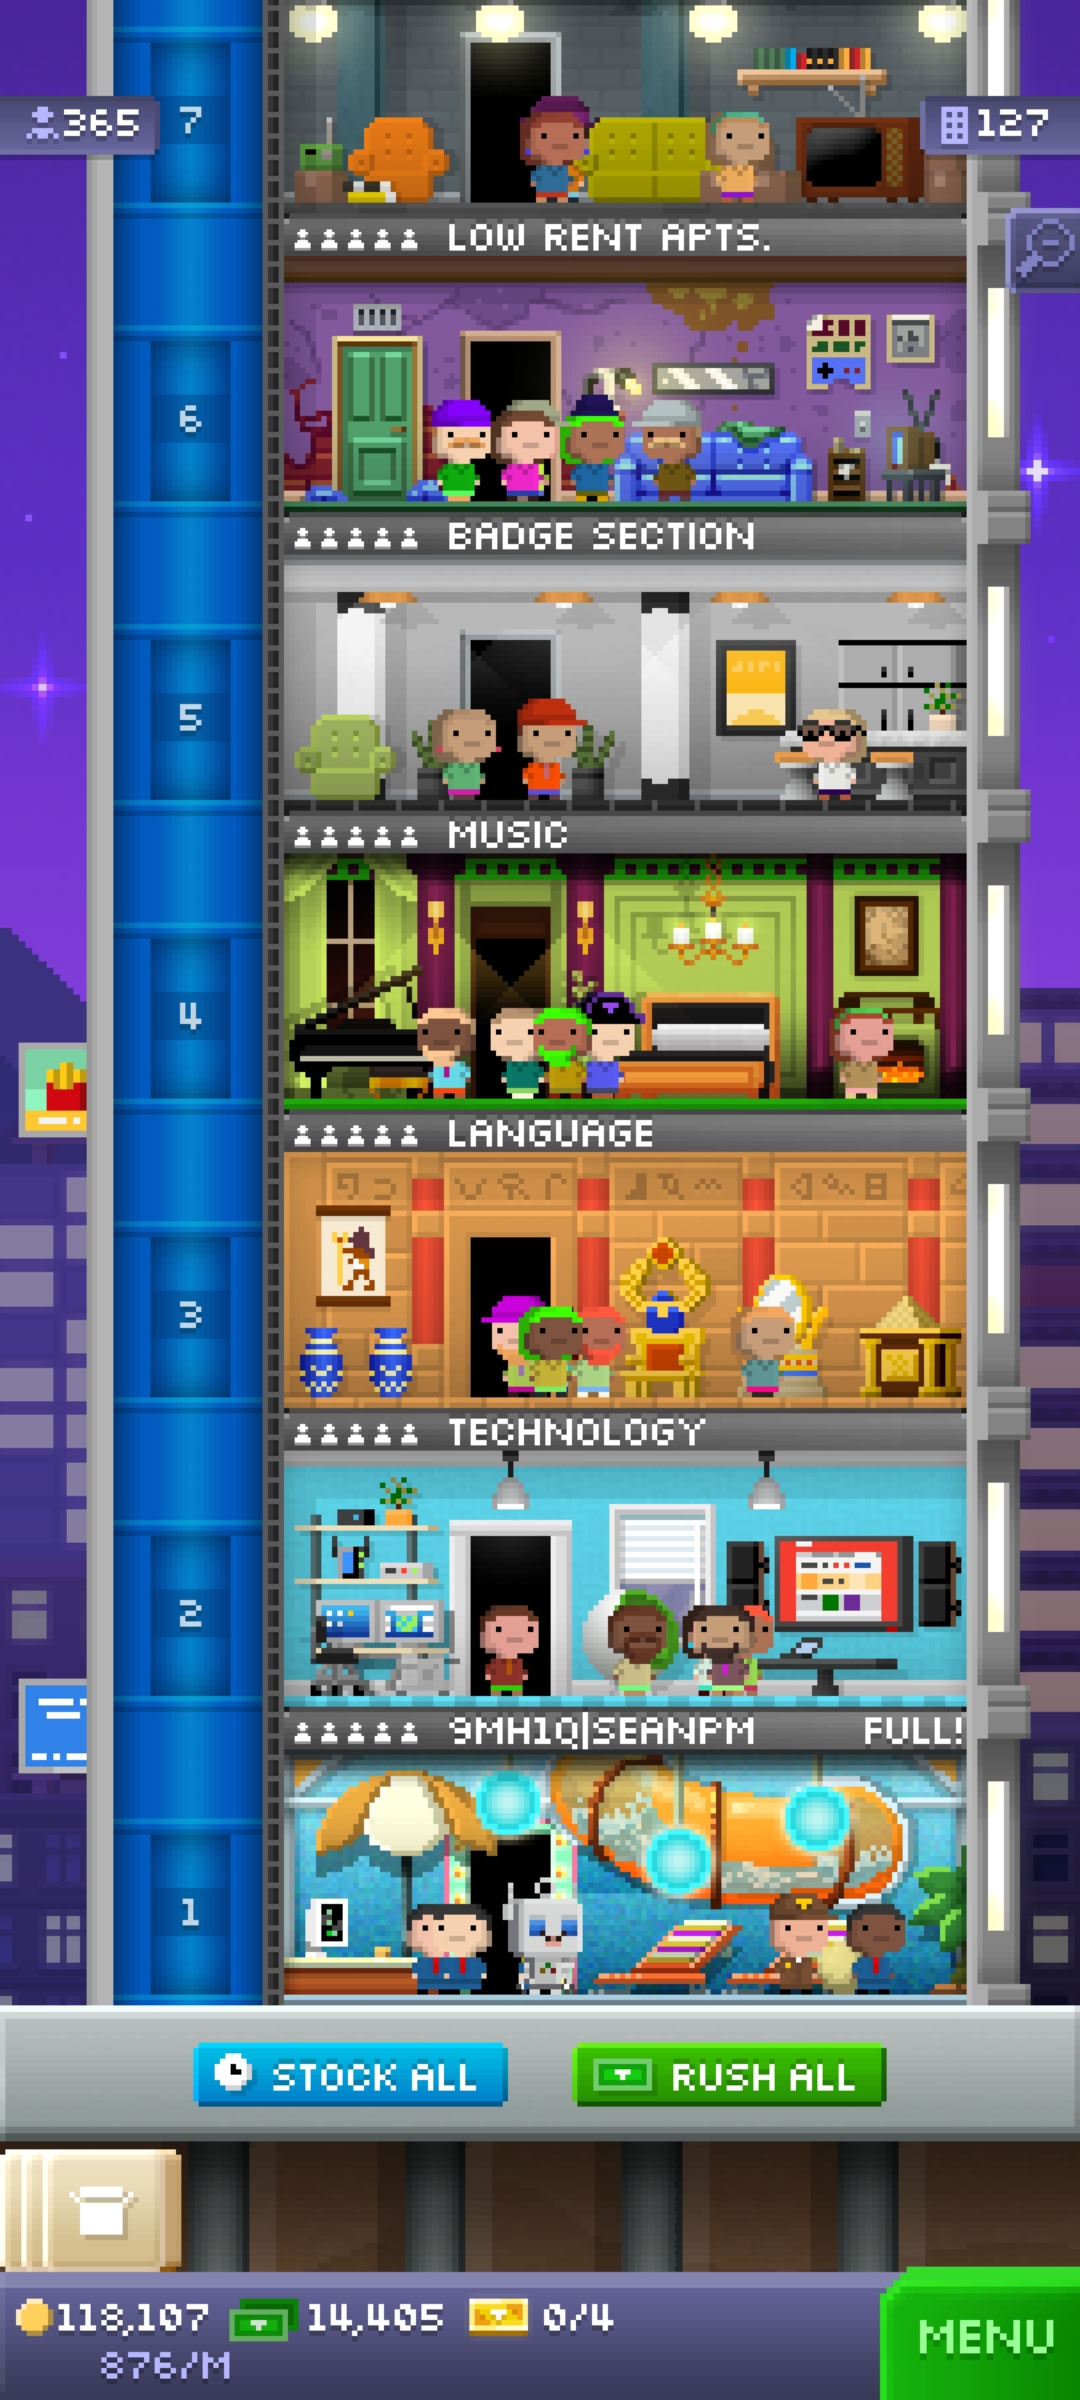 7
365
127
LOW RENT APTS.
6
BADGE SECTION
5
MUSIC
4
LANGUAGE
3
TECHNOLOGY
2
9MH1Q|SEANPM FULL!
1
STOCK ALL
RUSH ALL
118,107 14,405 0/4
876/M
MENU